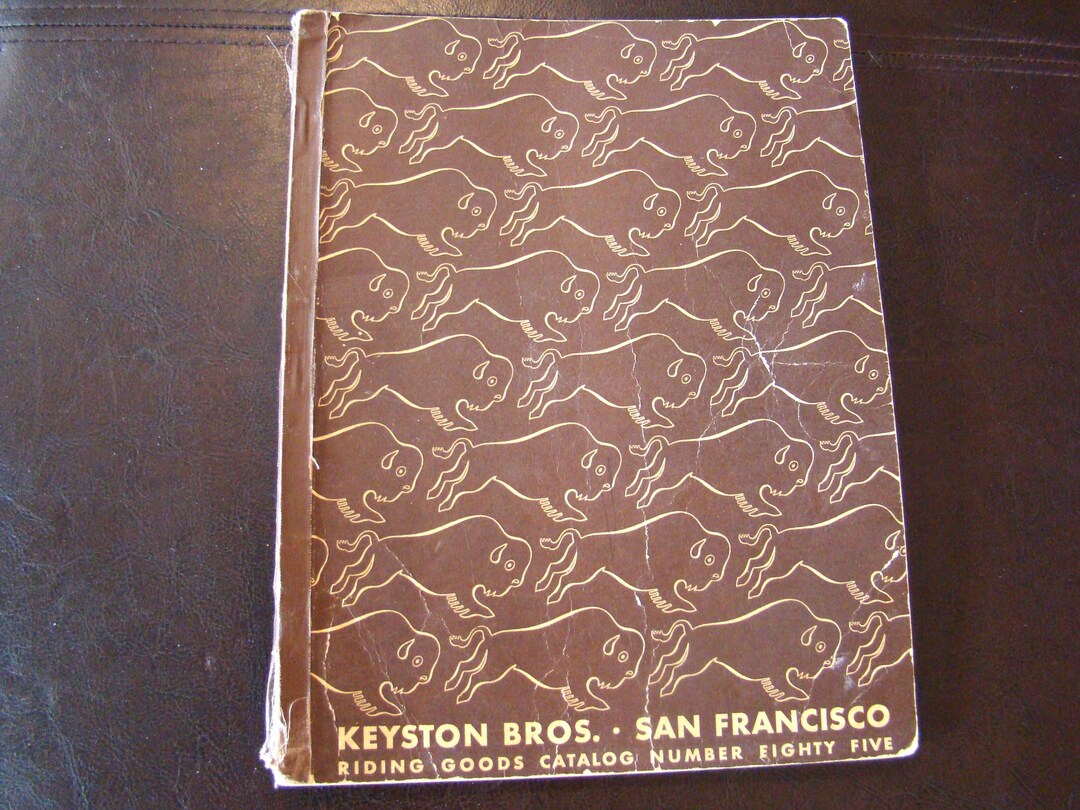 KEYSTON BROS. · SAN FRANCISCO
RIDING GOODS CATALOG NUMBER EIGHTY FIVE